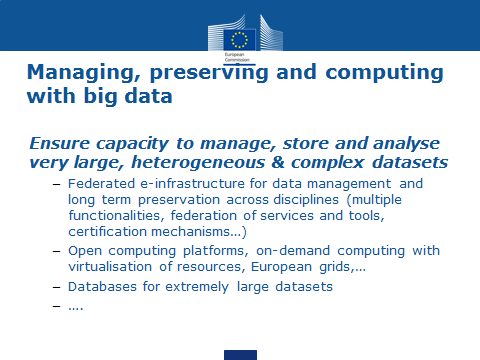 European
Commission
Managing, preserving and computing
with big data
Ensure capacity to manage, store and analyse
very large, heterogeneous & complex datasets
– Federated e-infrastructure for data management and
long term preservation across disciplines (multiple
functionalities, federation of services and tools,
certification mechanisms…)
– Open computing platforms, on-demand computing with
virtualisation of resources, European grids,…
– Databases for extremely large datasets
– ….